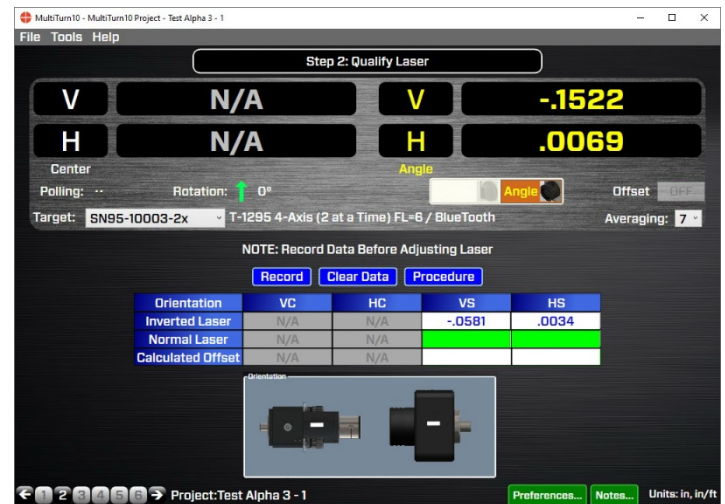 MultiTurn10 - MultiTurn10 Project - Test Alpha 3 - 1
File Tools Help
Step 2: Qualify Laser
V N/A V -.1522
H N/A H .0069
Center Angle
Polling: -- Rotation: 0° Angle Offset OFF
Target: SN95-10003-2x T-1295 4-Axis (2 at a Time) FL=6 / BlueTooth Averaging: 7
NOTE: Record Data Before Adjusting Laser
Record Clear Data Procedure
Orientation VC HC VS HS
Inverted Laser N/A N/A -.0581 .0034
Normal Laser N/A N/A
Calculated Offset N/A N/A
Orientation
1 2 3 4 5 6 Project:Test Alpha 3 - 1 Preferences... Notes... Units: in, in/ft